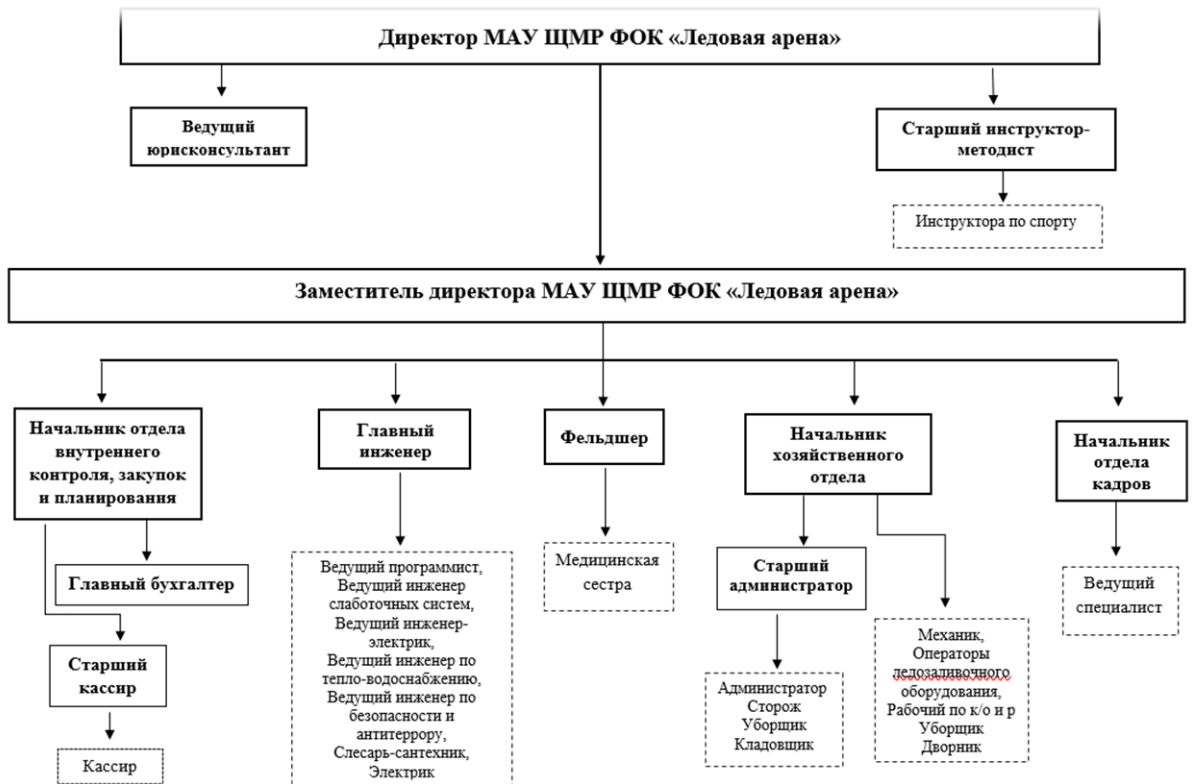 Директор МАУ ЩМР ФОК «Ледовая арена»
Ведущий
юрисконсультант
Старший инструктор-
методист
Инструктора по спорту
Заместитель директора МАУ ЩМР ФОК «Ледовая арена»
Начальник отдела
внутреннего
контроля, закупок
и планирования
Главный
инженер
Фельдшер
Начальник
хозяйственного
отдела
Начальник
отдела
кадров
Главный бухгалтер
Старший
кассир
Кассир
Ведущий программист,
Ведущий инженер
слаботочных систем,
Ведущий инженер-
электрик,
Ведущий инженер по
тепло-водоснабжению,
Ведущий инженер по
безопасности и
антитеррору,
Слесарь-сантехник,
Электрик
Медицинская
сестра
Старший
администратор
Администратор
Сторож
Уборщик
Кладовщик
Механик,
Операторы
ледозаливочного
оборудования,
Рабочий по к/о и р
Уборщик
Дворник
Ведущий
специалист